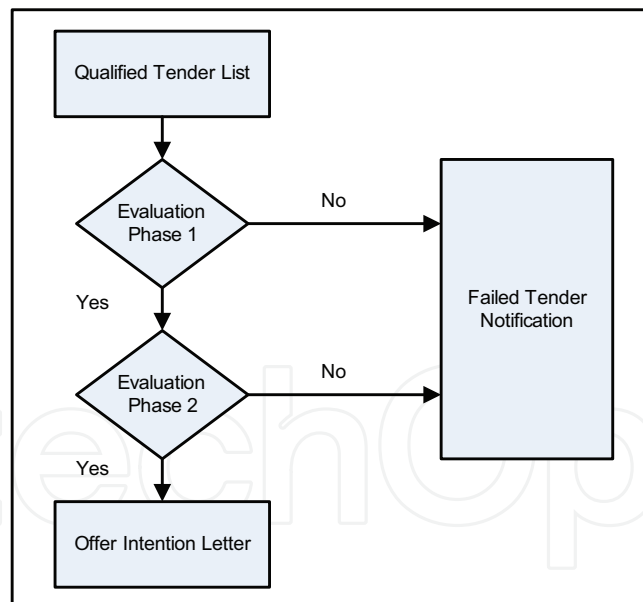 Qualified Tender List
Evaluation
Phase 1
No
Yes
Failed Tender
Notification
Evaluation
Phase 2
No
Yes
Offer Intention Letter
techOp